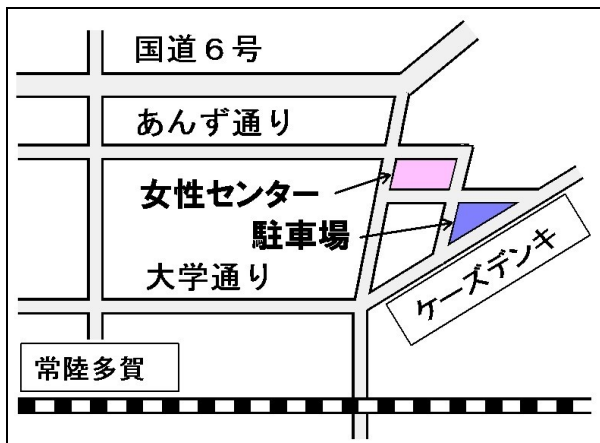 国道６号
あんず通り
女性センター
駐車場
大学通り
ケーズデンキ
常陸多賀